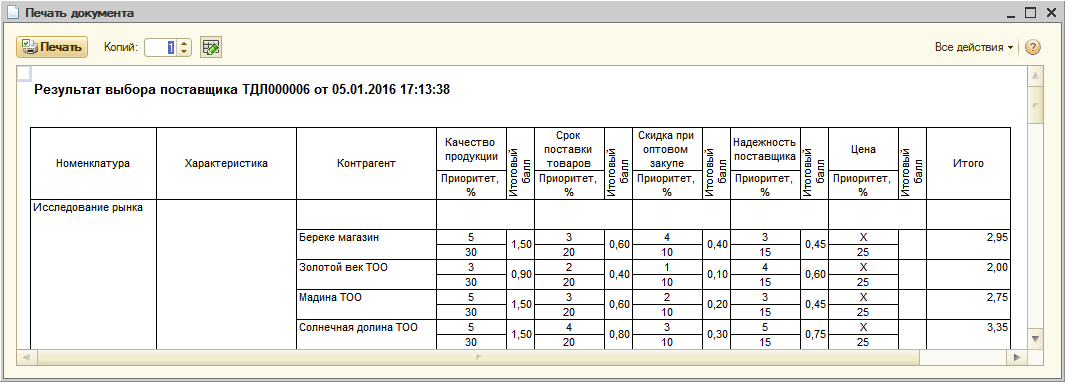 Печать документа
Печать Копий: 1 Все действия ?
Результат выбора поставщика ТДЛ000006 от 05.01.2016 17:13:38
Номенклатура Характеристика Контрагент Качество продукции Итоговый балл Срок поставки товаров Итоговый балл Скидка при оптовом закупе Итоговый балл Надежность поставщика Итоговый балл Цена Итоговый балл Итого
Приоритет, % Приоритет, % Приоритет, % Приоритет, % Приоритет, %
Исследование рынка
Береке магазин 5 1,50 3 0,60 4 0,40 3 0,45 X 2,95
30 20 10 15 25
Золотой век ТОО 3 0,90 2 0,40 1 0,10 4 0,60 X 2,00
30 20 10 15 25
Мадина ТОО 5 1,50 3 0,60 2 0,20 3 0,45 X 2,75
30 20 10 15 25
Солнечная долина ТОО 5 1,50 4 0,80 3 0,30 5 0,75 X 3,35
30 20 10 15 25